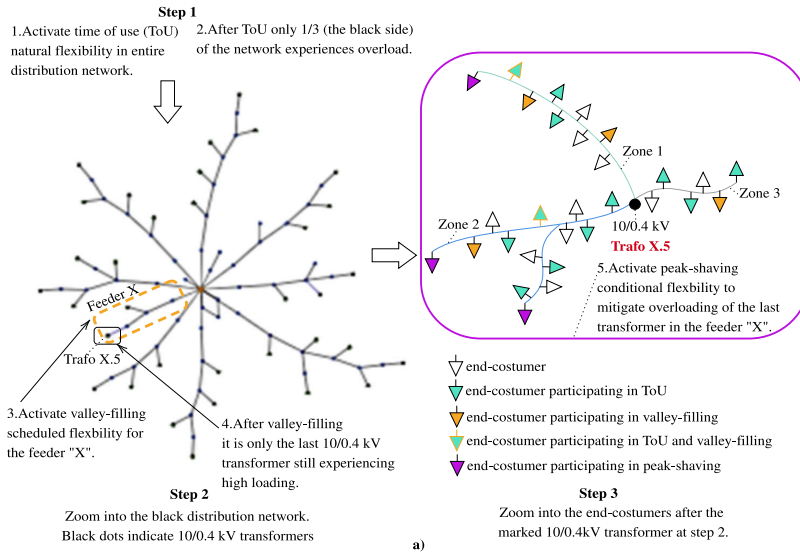 Step 1
1.Activate time of use (ToU)
natural flexibility in entire
distribution network.
2.After ToU only 1/3 (the black side)
of the network experiences overload.
Feeder X
Trafo X.5
3.Activate valley-filling
scheduled flexbility for
the feeder "X".
4.After valley-filling
it is only the last 10/0.4 kV
transformer still experiencing
high loading.
Step 2
Zoom into the black distribution network.
Black dots indicate 10/0.4 kV transformers
Zone 1
Zone 3
Zone 2
10/0.4 kV
Trafo X.5
5.Activate peak-shaving
conditional flexibility to
mitigate overloading of the last
transformer in the feeder "X".
end-costumer
end-costumer participating in ToU
end-costumer participating in valley-filling
end-costumer participating in ToU and valley-filling
end-costumer participating in peak-shaving
Step 3
Zoom into the end-costumers after the
marked 10/0.4kV transformer at step 2.
a)